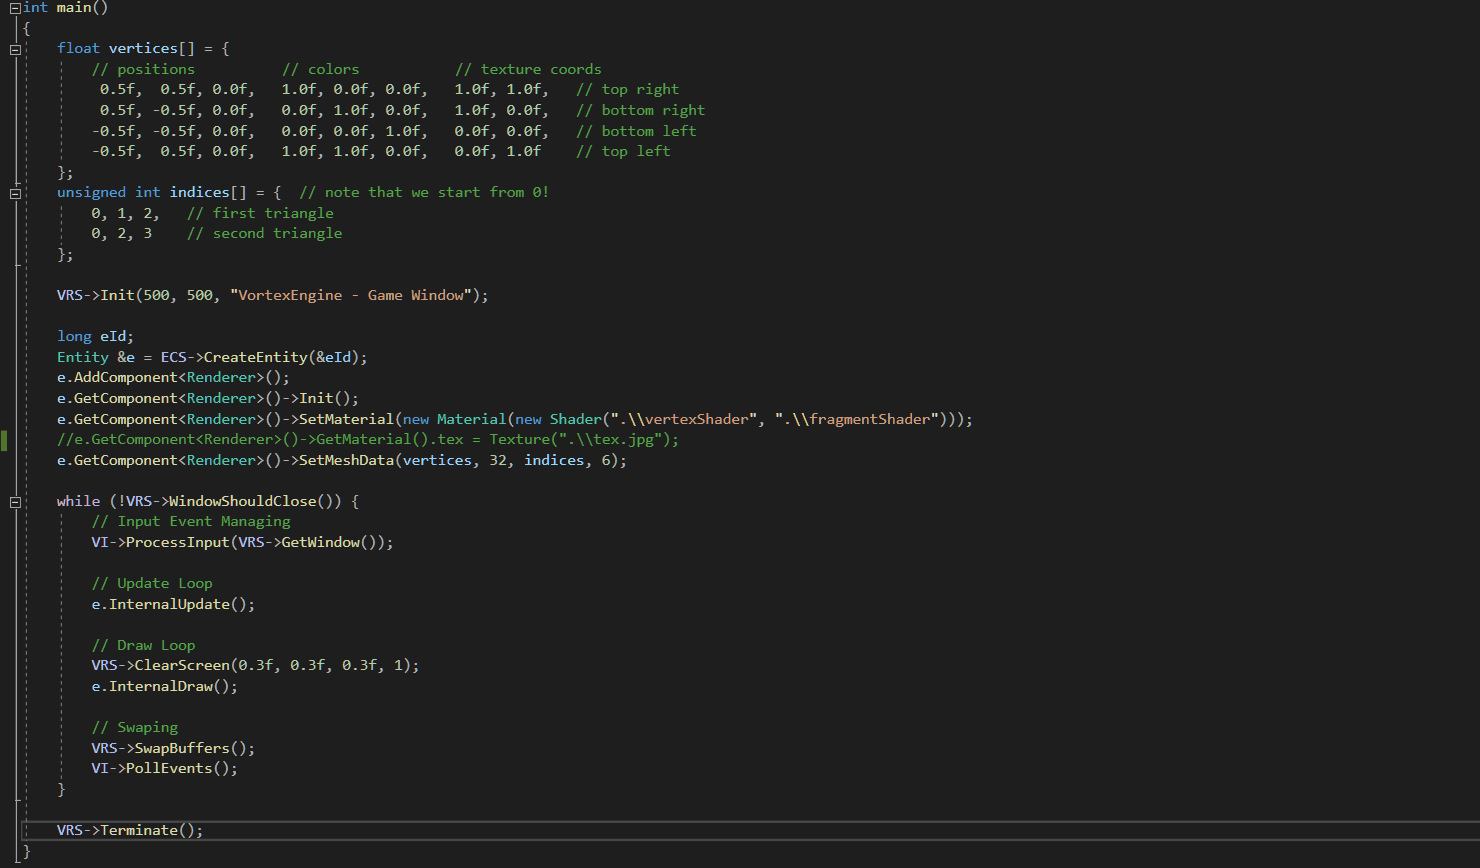 int main()
{
    float vertices[] = {
        // positions          // colors           // texture coords
         0.5f,  0.5f, 0.0f,   1.0f, 0.0f, 0.0f,   1.0f, 1.0f,   // top right
         0.5f, -0.5f, 0.0f,   0.0f, 1.0f, 0.0f,   1.0f, 0.0f,   // bottom right
        -0.5f, -0.5f, 0.0f,   0.0f, 0.0f, 1.0f,   0.0f, 0.0f,   // bottom left
        -0.5f,  0.5f, 0.0f,   1.0f, 1.0f, 0.0f,   0.0f, 1.0f    // top left
    };
    unsigned int indices[] = {  // note that we start from 0!
        0, 1, 2,   // first triangle
        0, 2, 3    // second triangle
    };

    VRS->Init(500, 500, "VortexEngine - Game Window");

    long eId;
    Entity &e = ECS->CreateEntity(&eId);
    e.AddComponent<Renderer>();
    e.GetComponent<Renderer>()->Init();
    e.GetComponent<Renderer>()->SetMaterial(new Material(new Shader(".\\vertexShader", ".\\fragmentShader")));
    //e.GetComponent<Renderer>()->GetMaterial().tex = Texture(".\\tex.jpg");
    e.GetComponent<Renderer>()->SetMeshData(vertices, 32, indices, 6);

    while (!VRS->WindowShouldClose()) {
        // Input Event Managing
        VI->ProcessInput(VRS->GetWindow());

        // Update Loop
        e.InternalUpdate();

        // Draw Loop
        VRS->ClearScreen(0.3f, 0.3f, 0.3f, 1);
        e.InternalDraw();

        // Swaping
        VRS->SwapBuffers();
        VI->PollEvents();
    }

    VRS->Terminate();
}